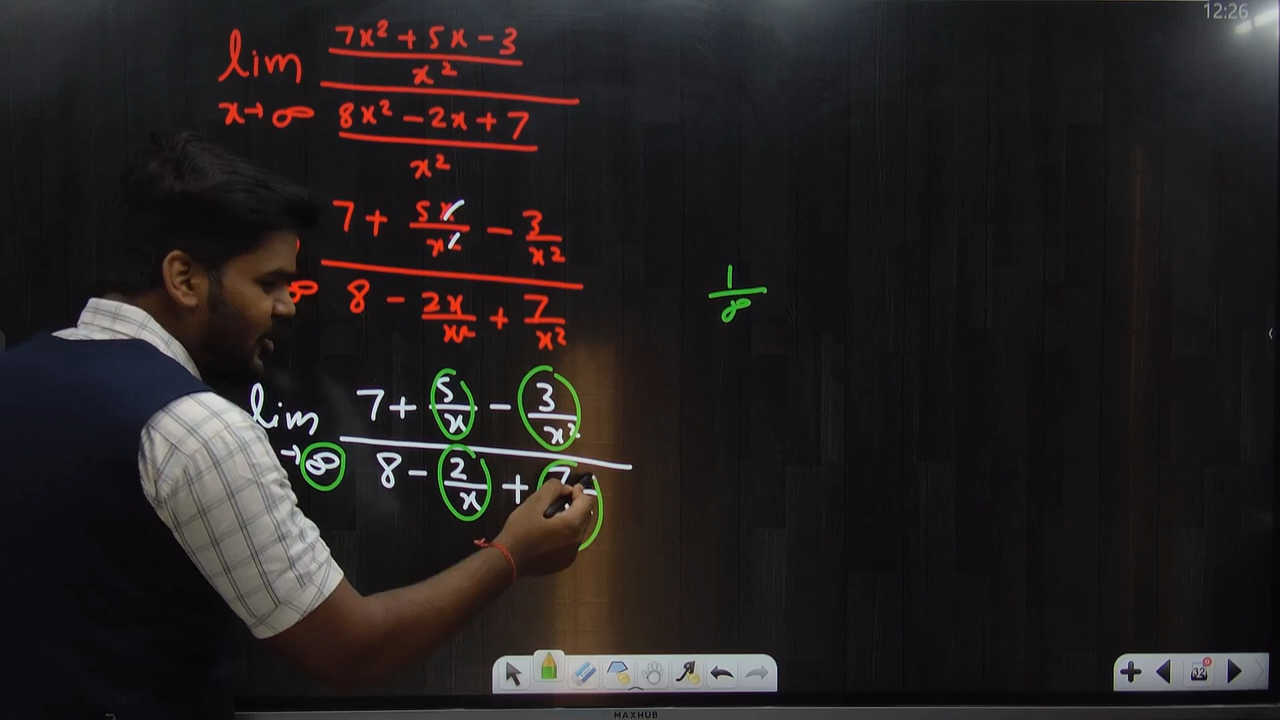 12:26
lim 7x² + 5x - 3
x²
x→∞ 8x² - 2x + 7
x²
7 + 5x/x² - 3/x²
∞ 8 - 2x/x² + 7/x²
1/∞
lim 7 + 5/x - 3/x²
→∞ 8 - 2/x + 7
32
MAXHUB